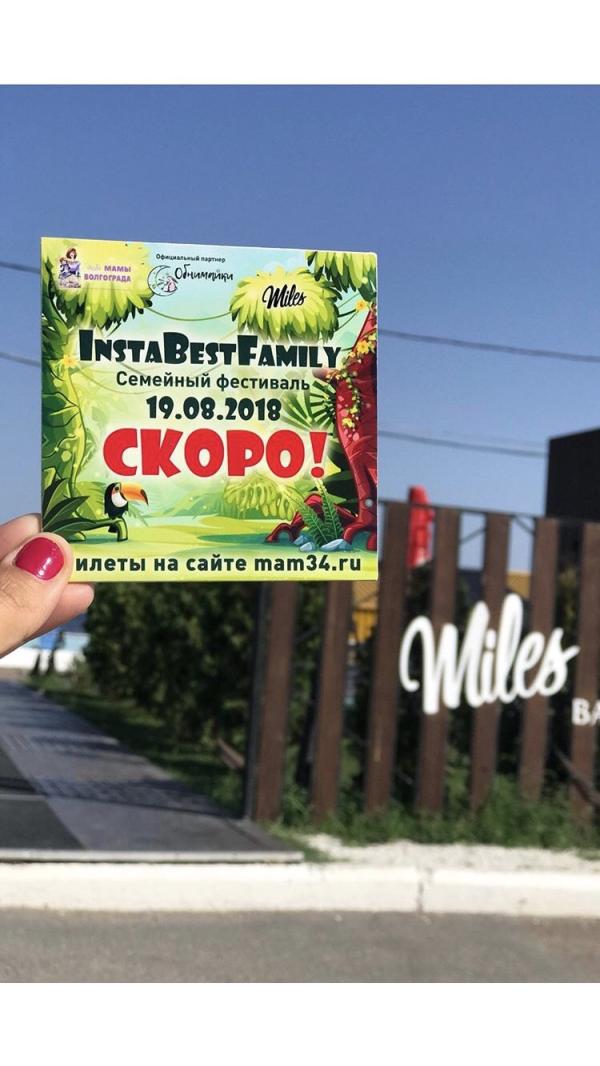 МАМЫ
ВОЛГОГРАДА
Официальный партнер
Обнимайки
Miles
InstaBestFamily
Семейный фестиваль
19.08.2018
СКОРО!
илеты на сайте mam34.ru
Miles
BA